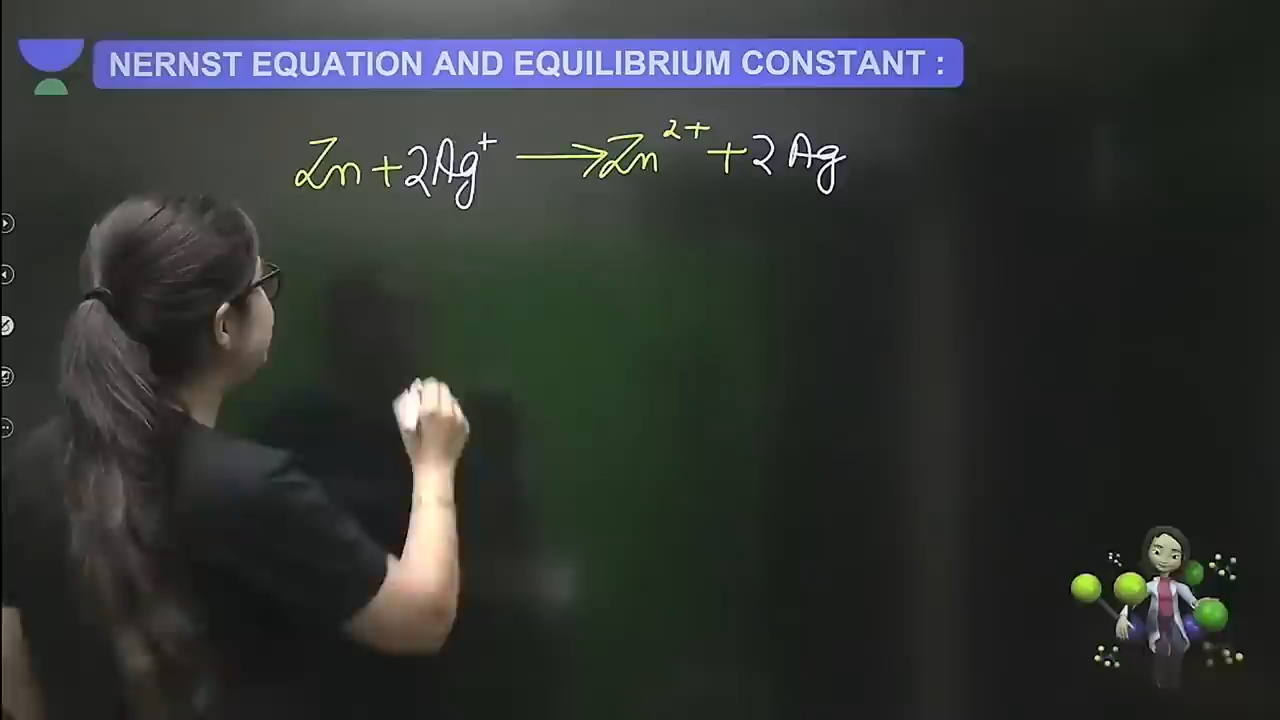 NERNST EQUATION AND EQUILIBRIUM CONSTANT :
Zn + 2Ag⁺ ⟶ Zn²⁺ + 2Ag